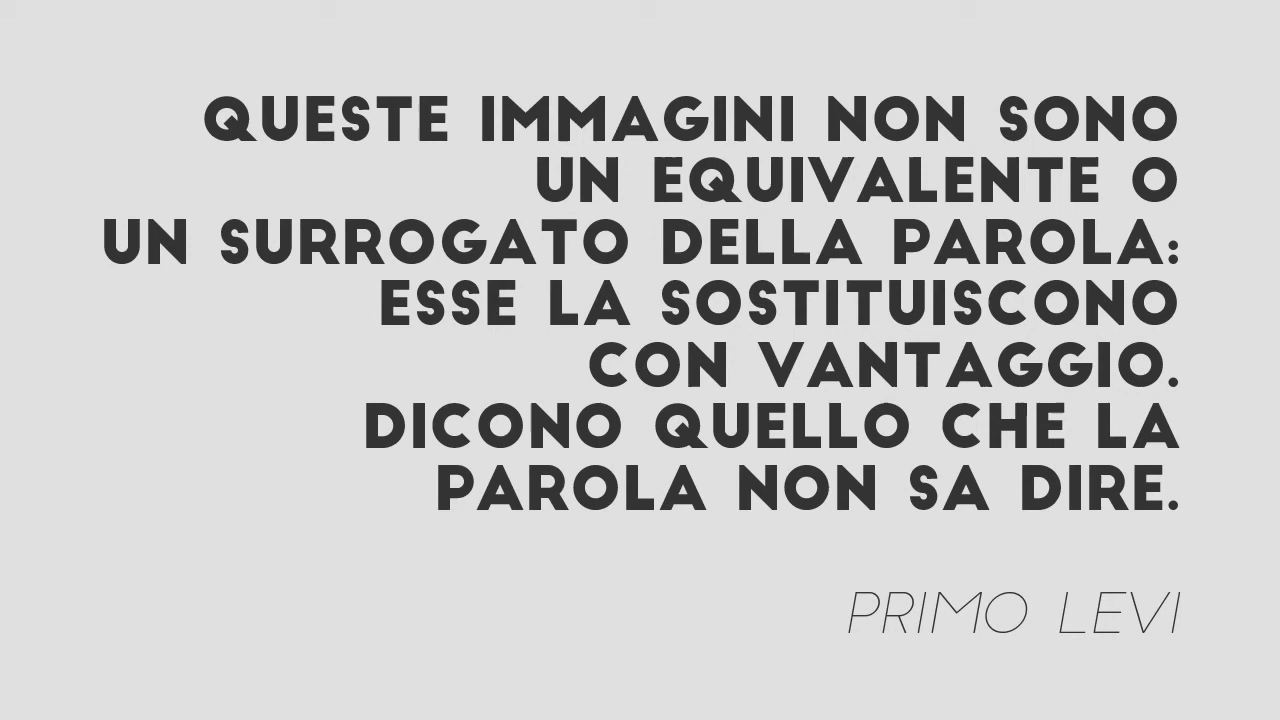 QUESTE IMMAGINI NON SONO
UN EQUIVALENTE O
UN SURROGATO DELLA PAROLA:
ESSE LA SOSTITUISCONO
CON VANTAGGIO.
DICONO QUELLO CHE LA
PAROLA NON SA DIRE.
PRIMO LEVI